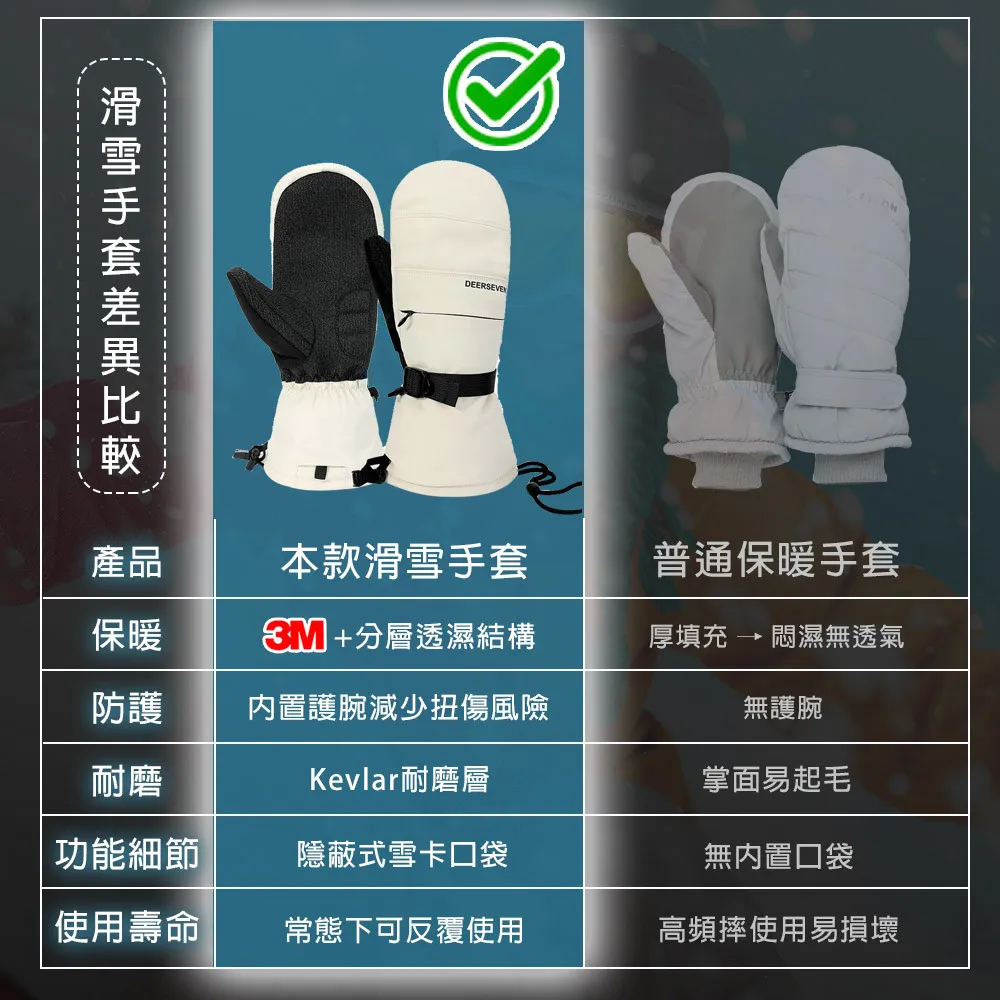 滑雪手套差異比較
DEERSEVEN
產品
本款滑雪手套
普通保暖手套
保暖
3M+分層透濕結構
厚填充 → 悶濕無透氣
防護
內置護腕減少扭傷風險
無護腕
耐磨
Kevlar耐磨層
掌面易起毛
功能細節
隱蔽式雪卡口袋
無內置口袋
使用壽命
常態下可反覆使用
高頻摔使用易損壞